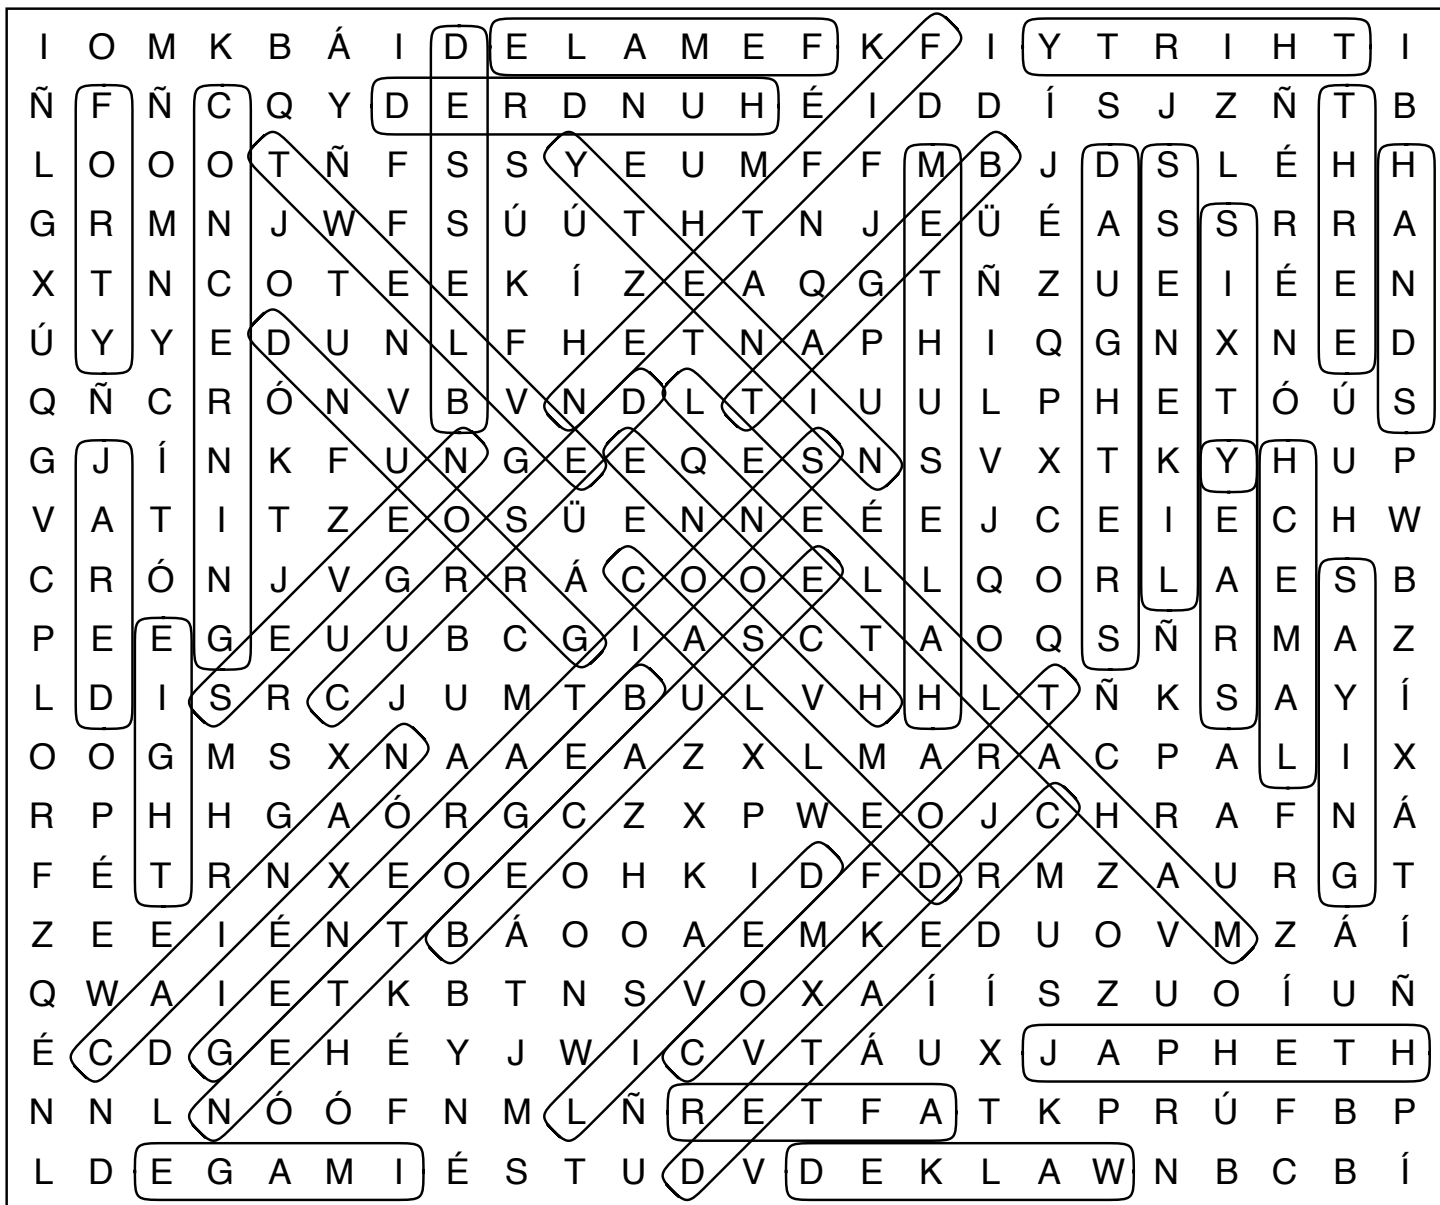 I O M K B Á I D E L A M E F K F I Y T R I H T I
Ñ F Ñ C Q Y D E R D N U H É I D D Í S J Z Ñ T B
L O O O T Ñ F S S Y E U M F F M B J D S L É H H
G R M N J W F S Ú Ú T H T N J E Ü É A S S R R A
X T N C O T E E K Í Z E A Q G T Ñ Z U E I É E N
Ú Y Y E D U N L F H E T N A P H I Q G N X N E D
Q Ñ C R Ó N V B V N D L T I U U L P H E T Ó Ú S
G J Í N K F U N G E E Q E S N S V X T K Y H U P
V A T I T Z E O S Ü E N N E É E J C E I E C H W
C R Ó N J V G R R Á C O O E L L Q O R L A E S B
P E E G E U U B C G I A S C T A O Q S Ñ R M A Z
L D I S R C J U M T B U L V H H L T Ñ K S A Y Í
O O G M S X N A A E A Z X L M A R A C P A L I X
R P H H G A Ó R G C Z X P W E O J C H R A F N Á
F É T R N X E O E O H K I D F D R M Z A U R G T
Z E E I É N T B Á O O A E M K E D U O V M Z Á Í
Q W A I E T K B T N S V O X A Í Í S Z U O Í U Ñ
É C D G E H É Y J W I C V T Á U X J A P H E T H
N N L N Ó Ó F N M L Ñ R E T F A T K P R Ú F B P
L D E G A M I É S T U D V D E K L A W N B C B Í